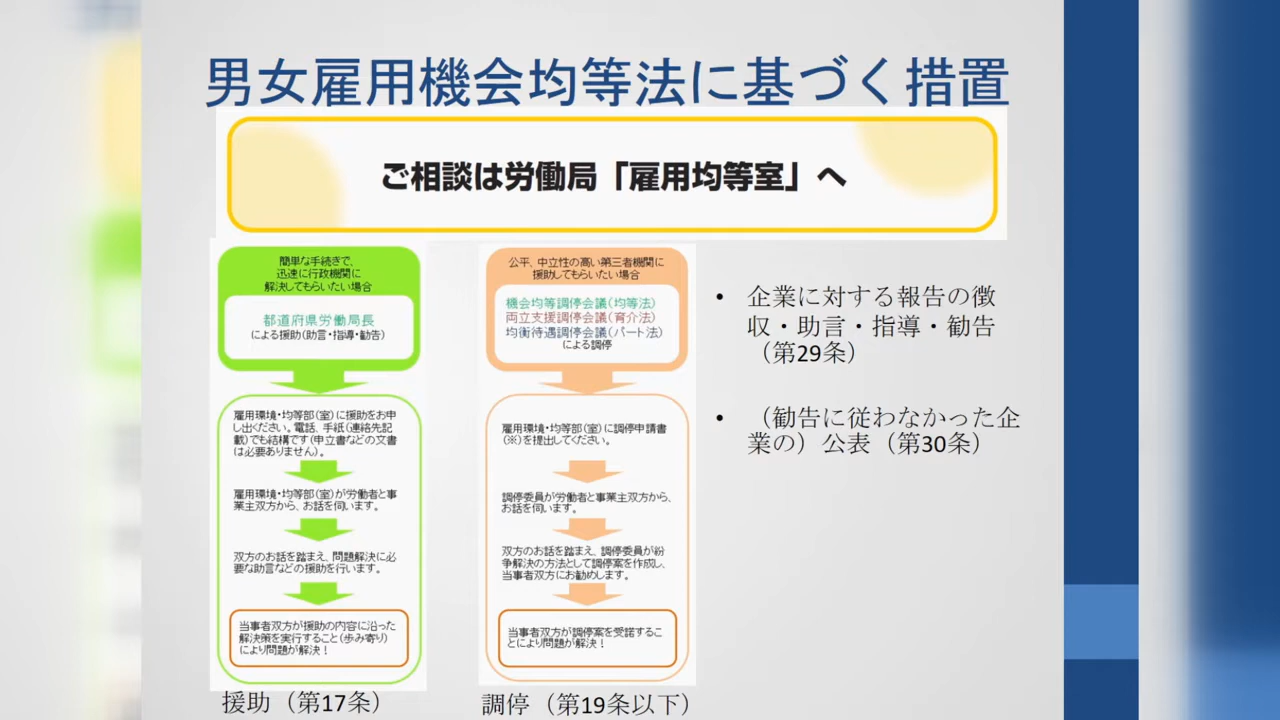 男女雇用機会均等法に基づく措置
ご相談は労働局「雇用均等室」へ
簡単な手続きで、
迅速に行政機関に
解決してもらいたい場合
都道府県労働局長
による援助(助言・指導・勧告)
雇用環境・均等部(室)に援助をお申
し出ください。電話、手紙(連絡先記
載)でも結構です(申立書などの文書
は必要ありません)。
雇用環境・均等部(室)が労働者と事
業主双方から、お話を伺います。
双方のお話を踏まえ、問題解決に必
要な助言などの援助を行います。
当事者双方が援助の内容に沿った
解決策を実行すること(歩み寄り)
により問題が解決!
援助(第17条)
公平、中立性の高い第三者機関に
援助してもらいたい場合
機会均等調停会議(均等法)
両立支援調停会議(育介法)
均衡待遇調停会議(パート法)
による調停
雇用環境・均等部(室)に調停申請書
(※)を提出してください。
調停委員が労働者と事業主双方から、
お話を伺います。
双方のお話を踏まえ、調停委員が紛
争解決の方法として調停案を作成し、
当事者双方にお勧めします。
当事者双方が調停案を受諾するこ
とにより問題が解決!
調停(第19条以下)
• 企業に対する報告の徴
収・助言・指導・勧告
(第29条)
• (勧告に従わなかった企
業の)公表(第30条)